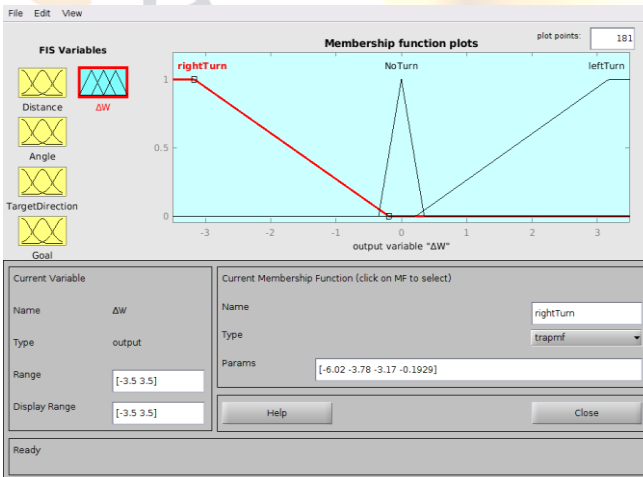 File Edit View
FIS Variables
Distance
ΔW
Angle
TargetDirection
Goal
Membership function plots
plot points:
181
rightTurn
NoTurn
leftTurn
1
0.5
0
-3
-2
-1
0
1
2
3
output variable "ΔW"
Current Variable
Name
ΔW
Type
output
Range
[-3.5 3.5]
Display Range
[-3.5 3.5]
Current Membership Function (click on MF to select)
Name
rightTurn
Type
trapmf
Params
[-6.02 -3.78 -3.17 -0.1929]
Help
Close
Ready